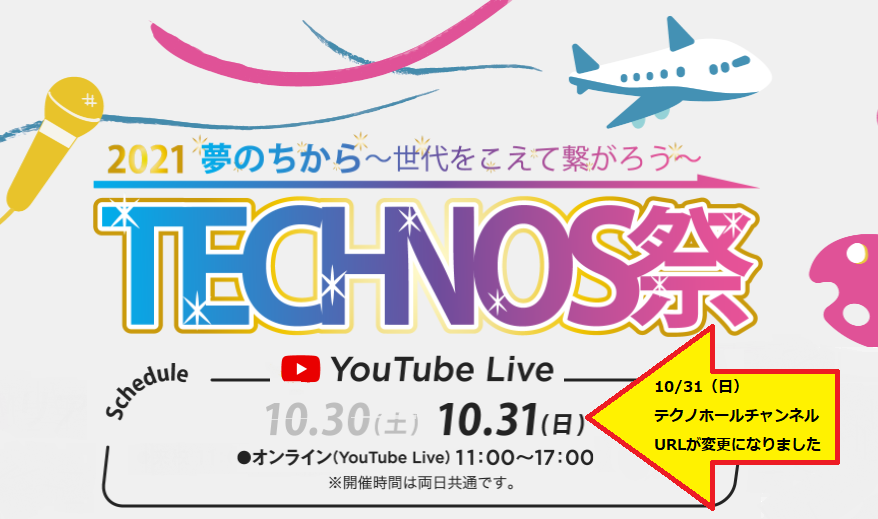 2021 夢のちから～世代をこえて繋がろう～
TECHNOS祭
Schedule
YouTube Live
10.30(土) 10.31(日)
●オンライン(YouTube Live) 11:00～17:00
※開催時間は両日共通です。
10/31（日）
テクノホールチャンネル
URLが変更になりました